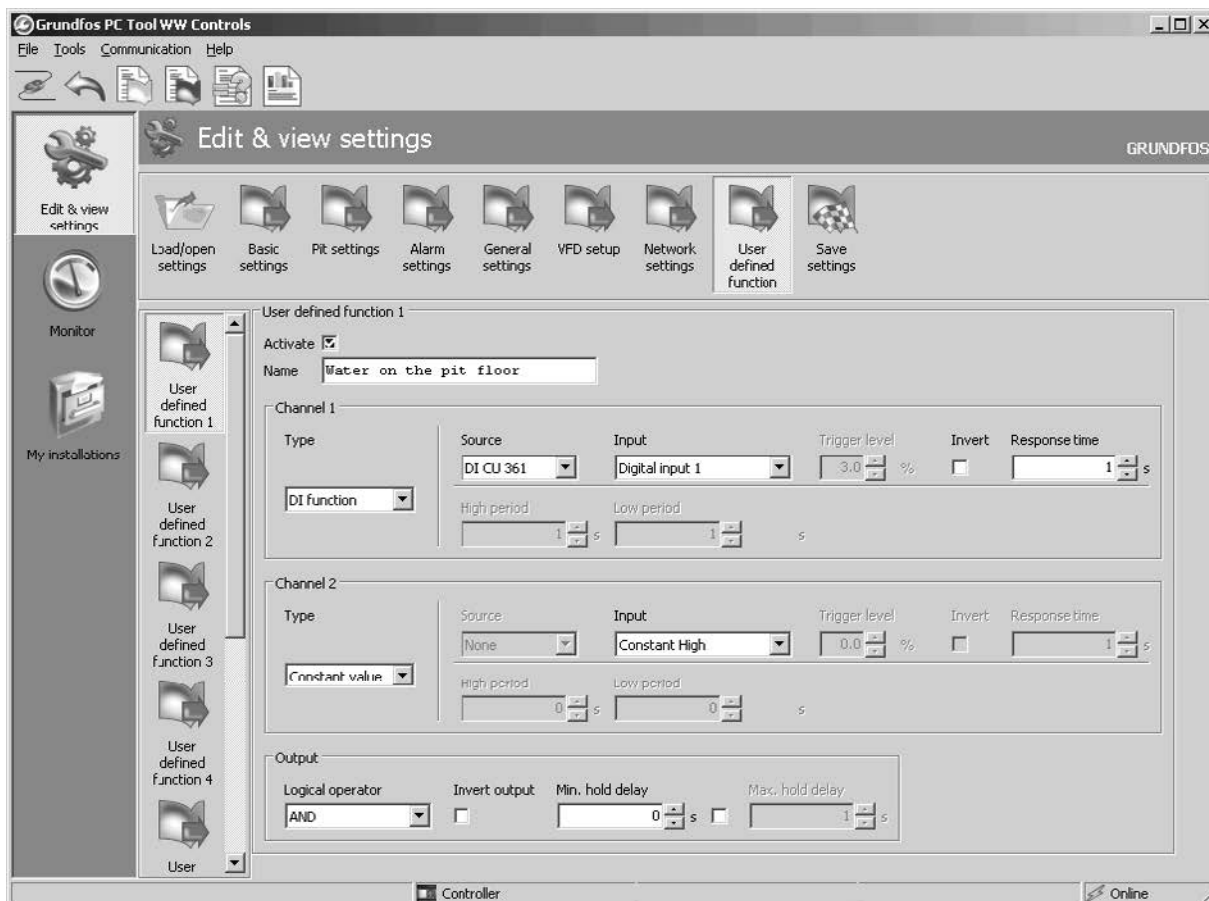 Grundfos PC Tool WW Controls
File Tools Communication Help
Edit & view settings
GRUNDFOS
Edit & view
settings
Monitor
My installations
Load/open
settings
Basic
settings
Pit settings
Alarm
settings
General
settings
VFD setup
Network
settings
User
defined
function
Save
settings
User
defined
function 1
User
defined
function 2
User
defined
function 3
User
defined
function 4
User
User defined function 1
Activate
Name Water on the pit floor
Channel 1
Type Source Input Trigger level Invert Response time
DI function DI CU 361 Digital input 1 3.0 % 1 s
High period Low period
1 s 1 s
Channel 2
Type Source Input Trigger level Invert Response time
Constant value None Constant High 0.0 % 1 s
High period Low period
0 s 0 s
Output
Logical operator Invert output Min. hold delay Max. hold delay
AND 0 s 1 s
Controller Online